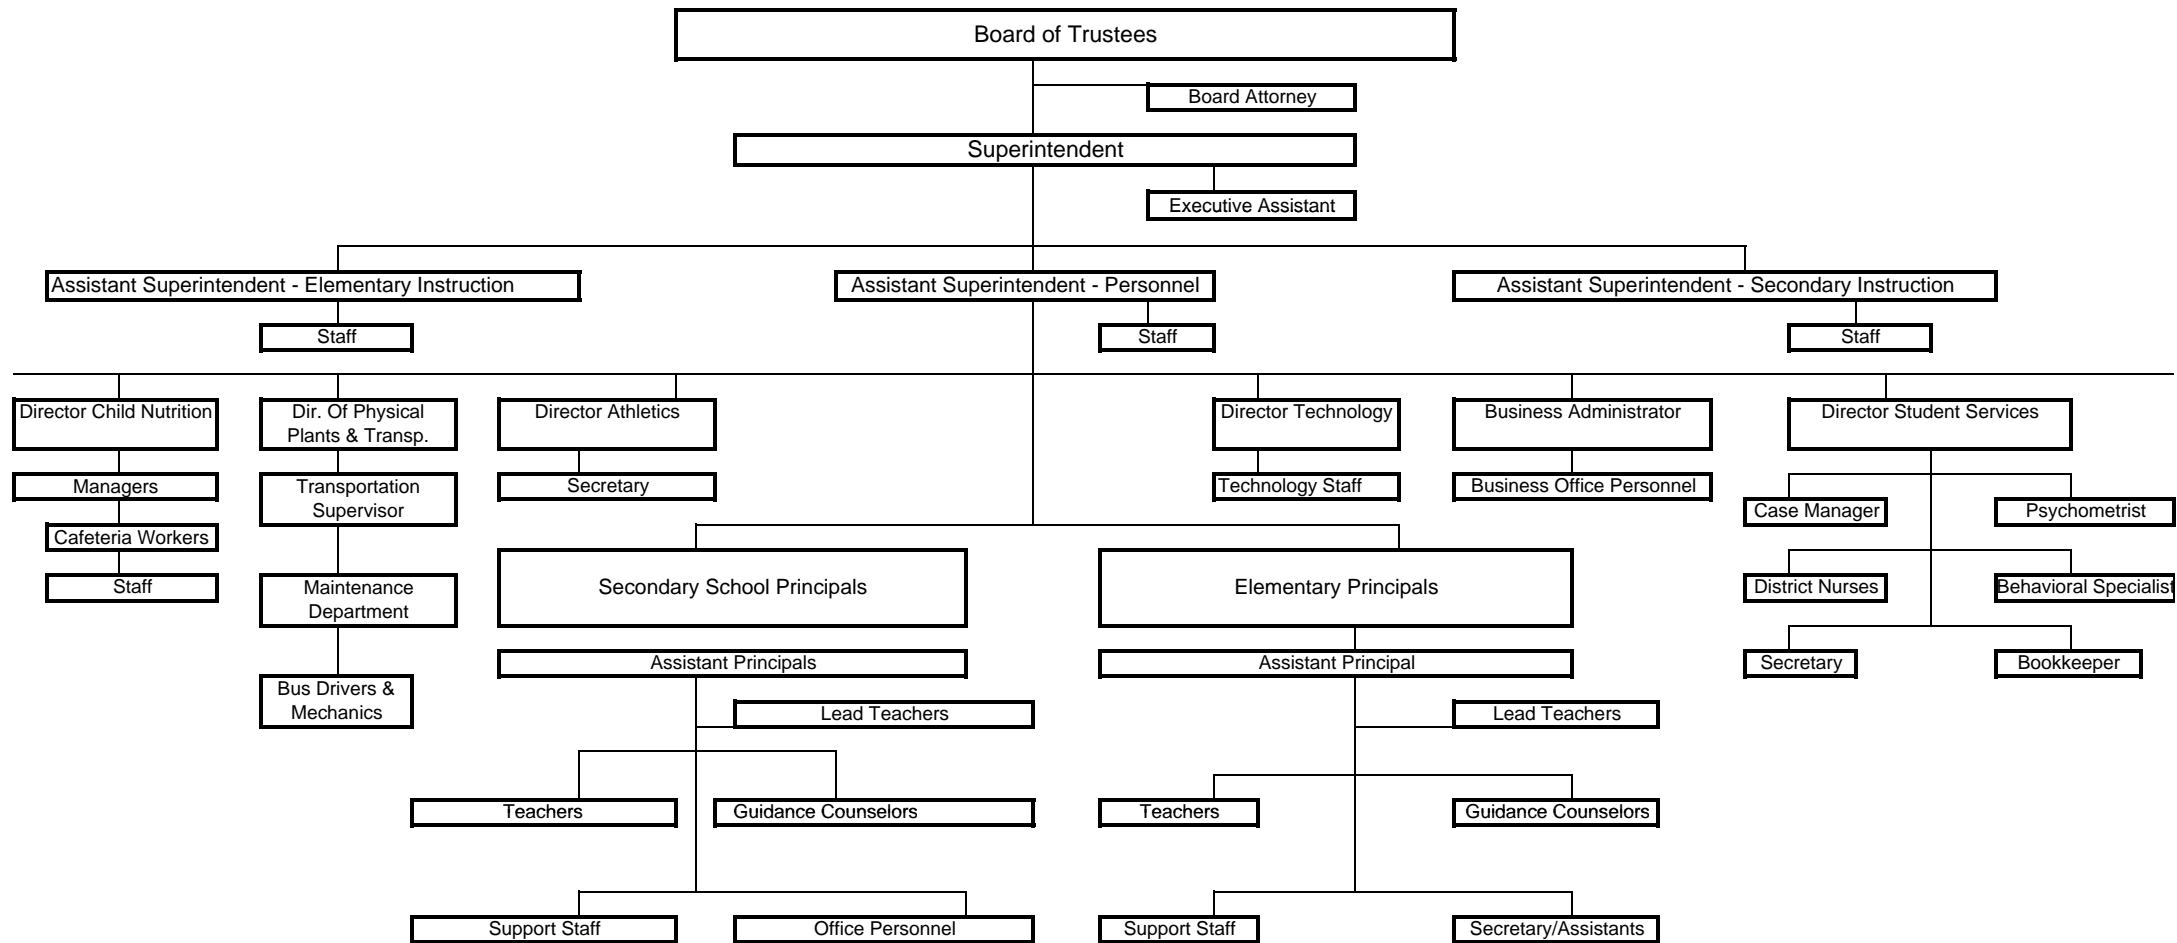 Board of Trustees
Board Attorney
Superintendent
Executive Assistant
Assistant Superintendent - Elementary Instruction
Assistant Superintendent - Personnel
Assistant Superintendent - Secondary Instruction
Staff
Staff
Staff
Director Child Nutrition
Dir. Of Physical
Plants & Transp.
Director Athletics
Director Technology
Business Administrator
Director Student Services
Managers
Transportation
Supervisor
Secretary
Technology Staff
Business Office Personnel
Case Manager
Psychometrist
Cafeteria Workers
Staff
Maintenance
Department
Secondary School Principals
Elementary Principals
District Nurses
Behavioral Specialist
Assistant Principals
Assistant Principal
Secretary
Bookkeeper
Bus Drivers &
Mechanics
Lead Teachers
Lead Teachers
Teachers
Guidance Counselors
Teachers
Guidance Counselors
Support Staff
Office Personnel
Support Staff
Secretary/Assistants